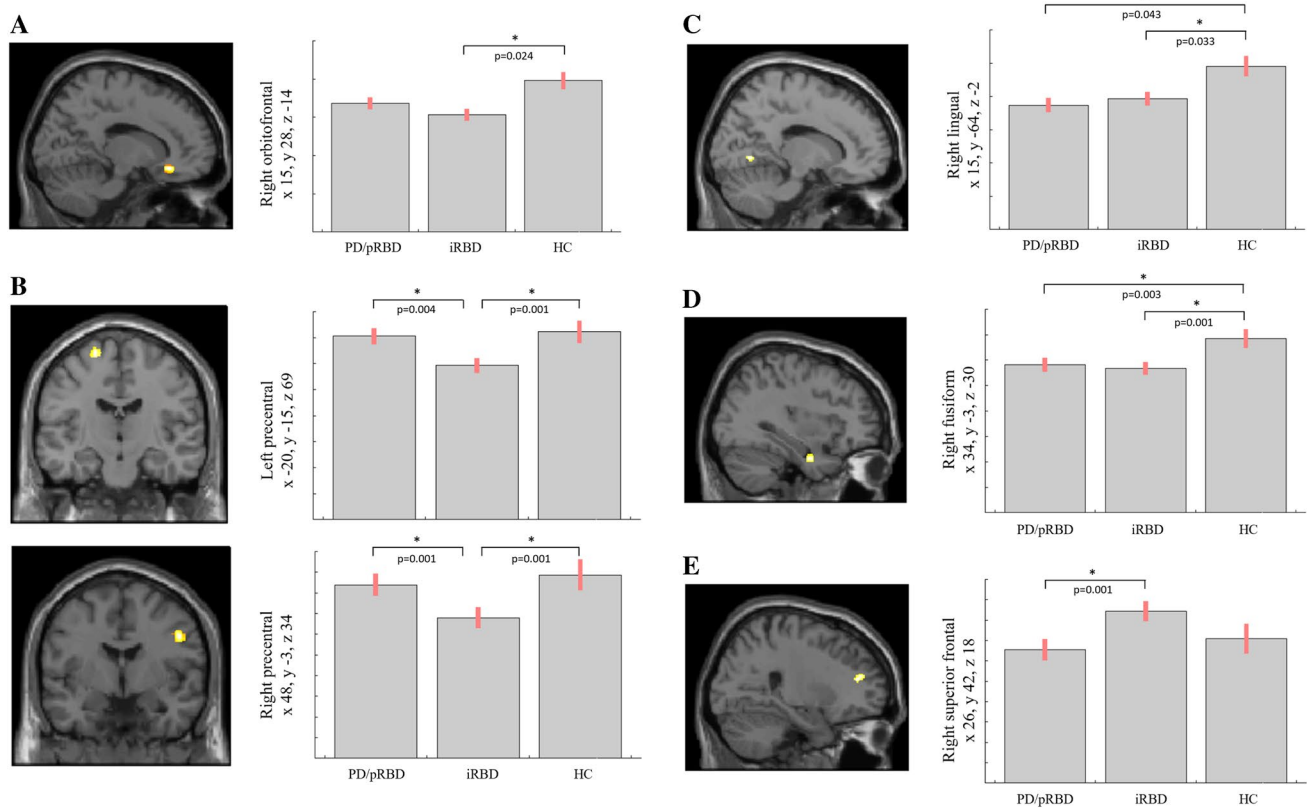 A
*
p=0.024
Right orbitofrontal
x 15, y 28, z -14
PD/pRBD
iRBD
HC
B
*
*
p=0.004
p=0.001
Left precentral
x -20, y -15, z 69
*
*
p=0.001
p=0.001
Right precentral
x 48, y -3, z 34
PD/pRBD
iRBD
HC
C
p=0.043
*
p=0.033
Right lingual
x 15, y -64, z -2
PD/pRBD
iRBD
HC
D
*
p=0.003
*
p=0.001
Right fusiform
x 34, y -3, z -30
PD/pRBD
iRBD
HC
E
*
p=0.001
Right superior frontal
x 26, y 42, z 18
PD/pRBD
iRBD
HC